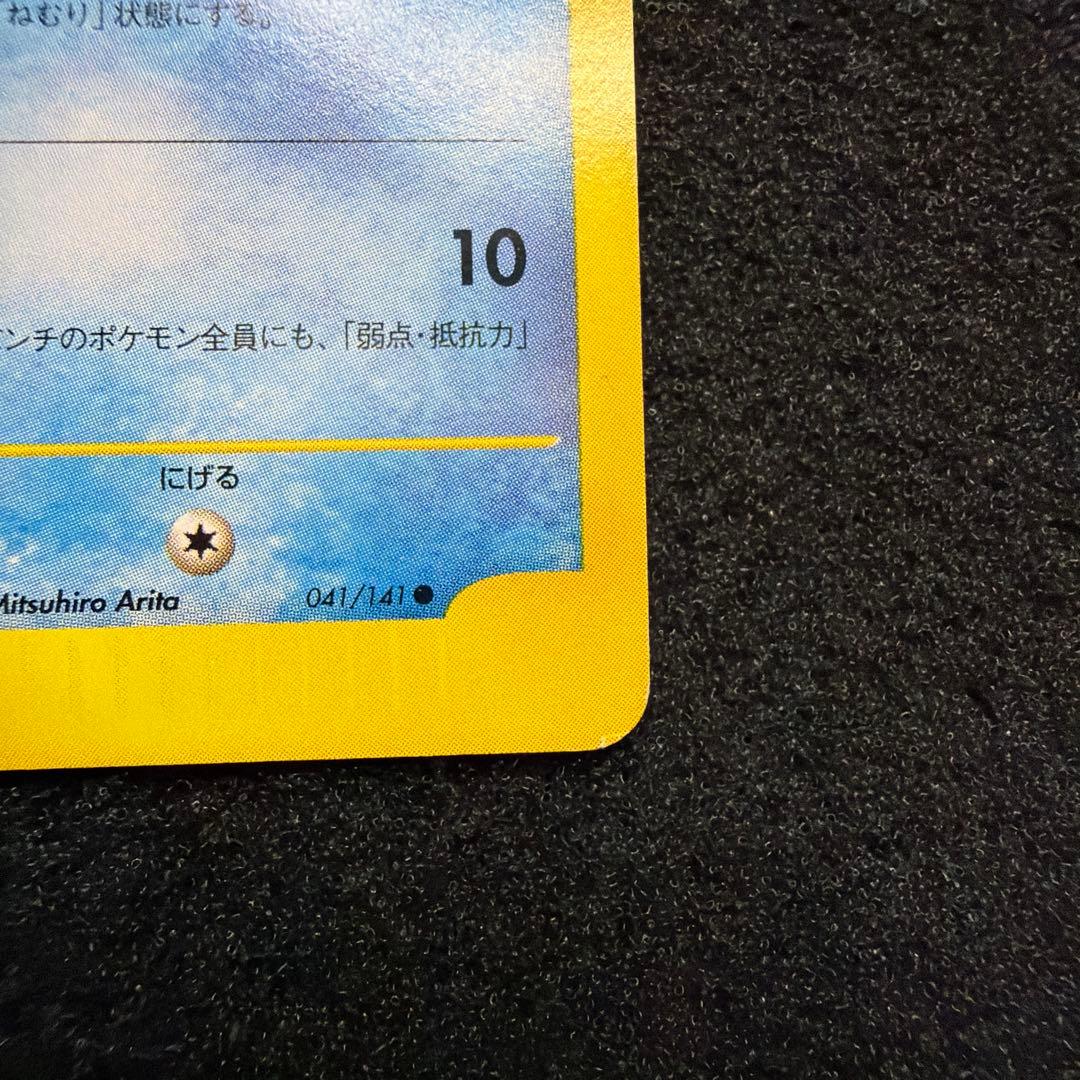 「ねむり」状態にする。
10
ンチのポケモン全員にも、「弱点・抵抗力」
にげる
Mitsuhiro Arita
041/141 ●